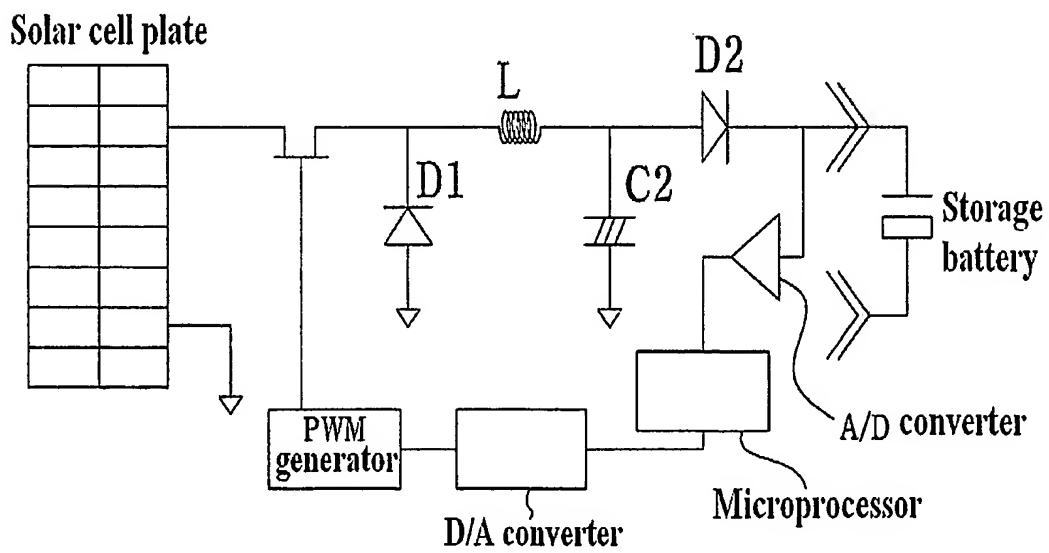 Solar cell plate
D2
L
D1
C2
Storage
battery
PWM
generator
A/D converter
Microprocessor
D/A converter